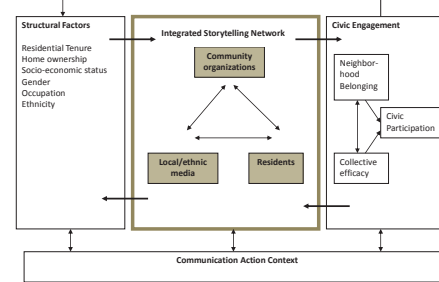 Structural Factors
Residential Tenure
Home ownership
Socio-economic status
Gender
Occupation
Ethnicity
Integrated Storytelling Network
Community
organizations
Local/ethnic
media
Residents
Civic Engagement
Neighbor-
hood
Belonging
Civic
Participation
Collective
efficacy
Communication Action Context